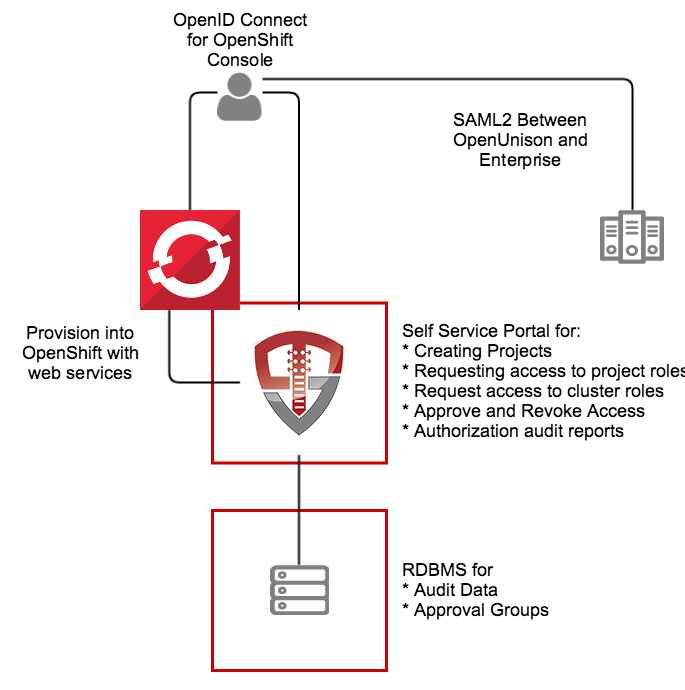 OpenID Connect
for OpenShift
Console
SAML2 Between
OpenUnison and
Enterprise
Provision into
OpenShift with
web services
Self Service Portal for:
* Creating Projects
* Requesting access to project roles
* Request access to cluster roles
* Approve and Revoke Access
* Authorization audit reports
RDBMS for
* Audit Data
* Approval Groups